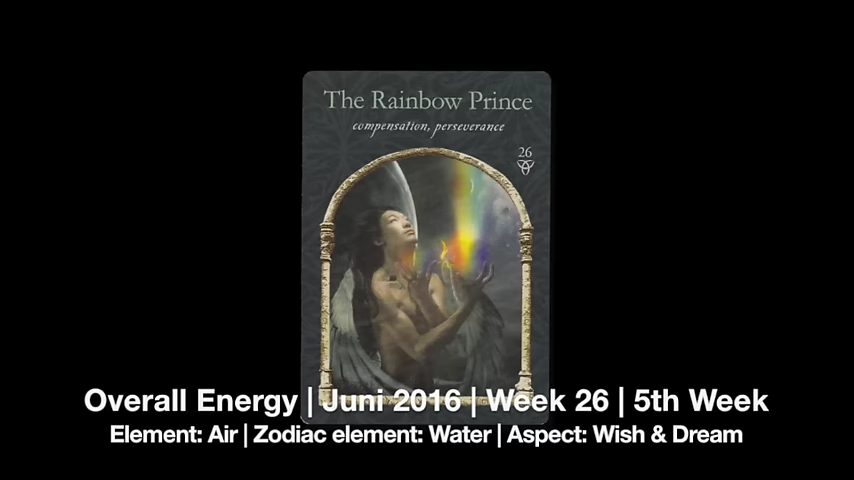 The Rainbow Prince
compensation, perseverance
26
Overall Energy | Juni 2016 | Week 26 | 5th Week
Element: Air | Zodiac element: Water | Aspect: Wish & Dream